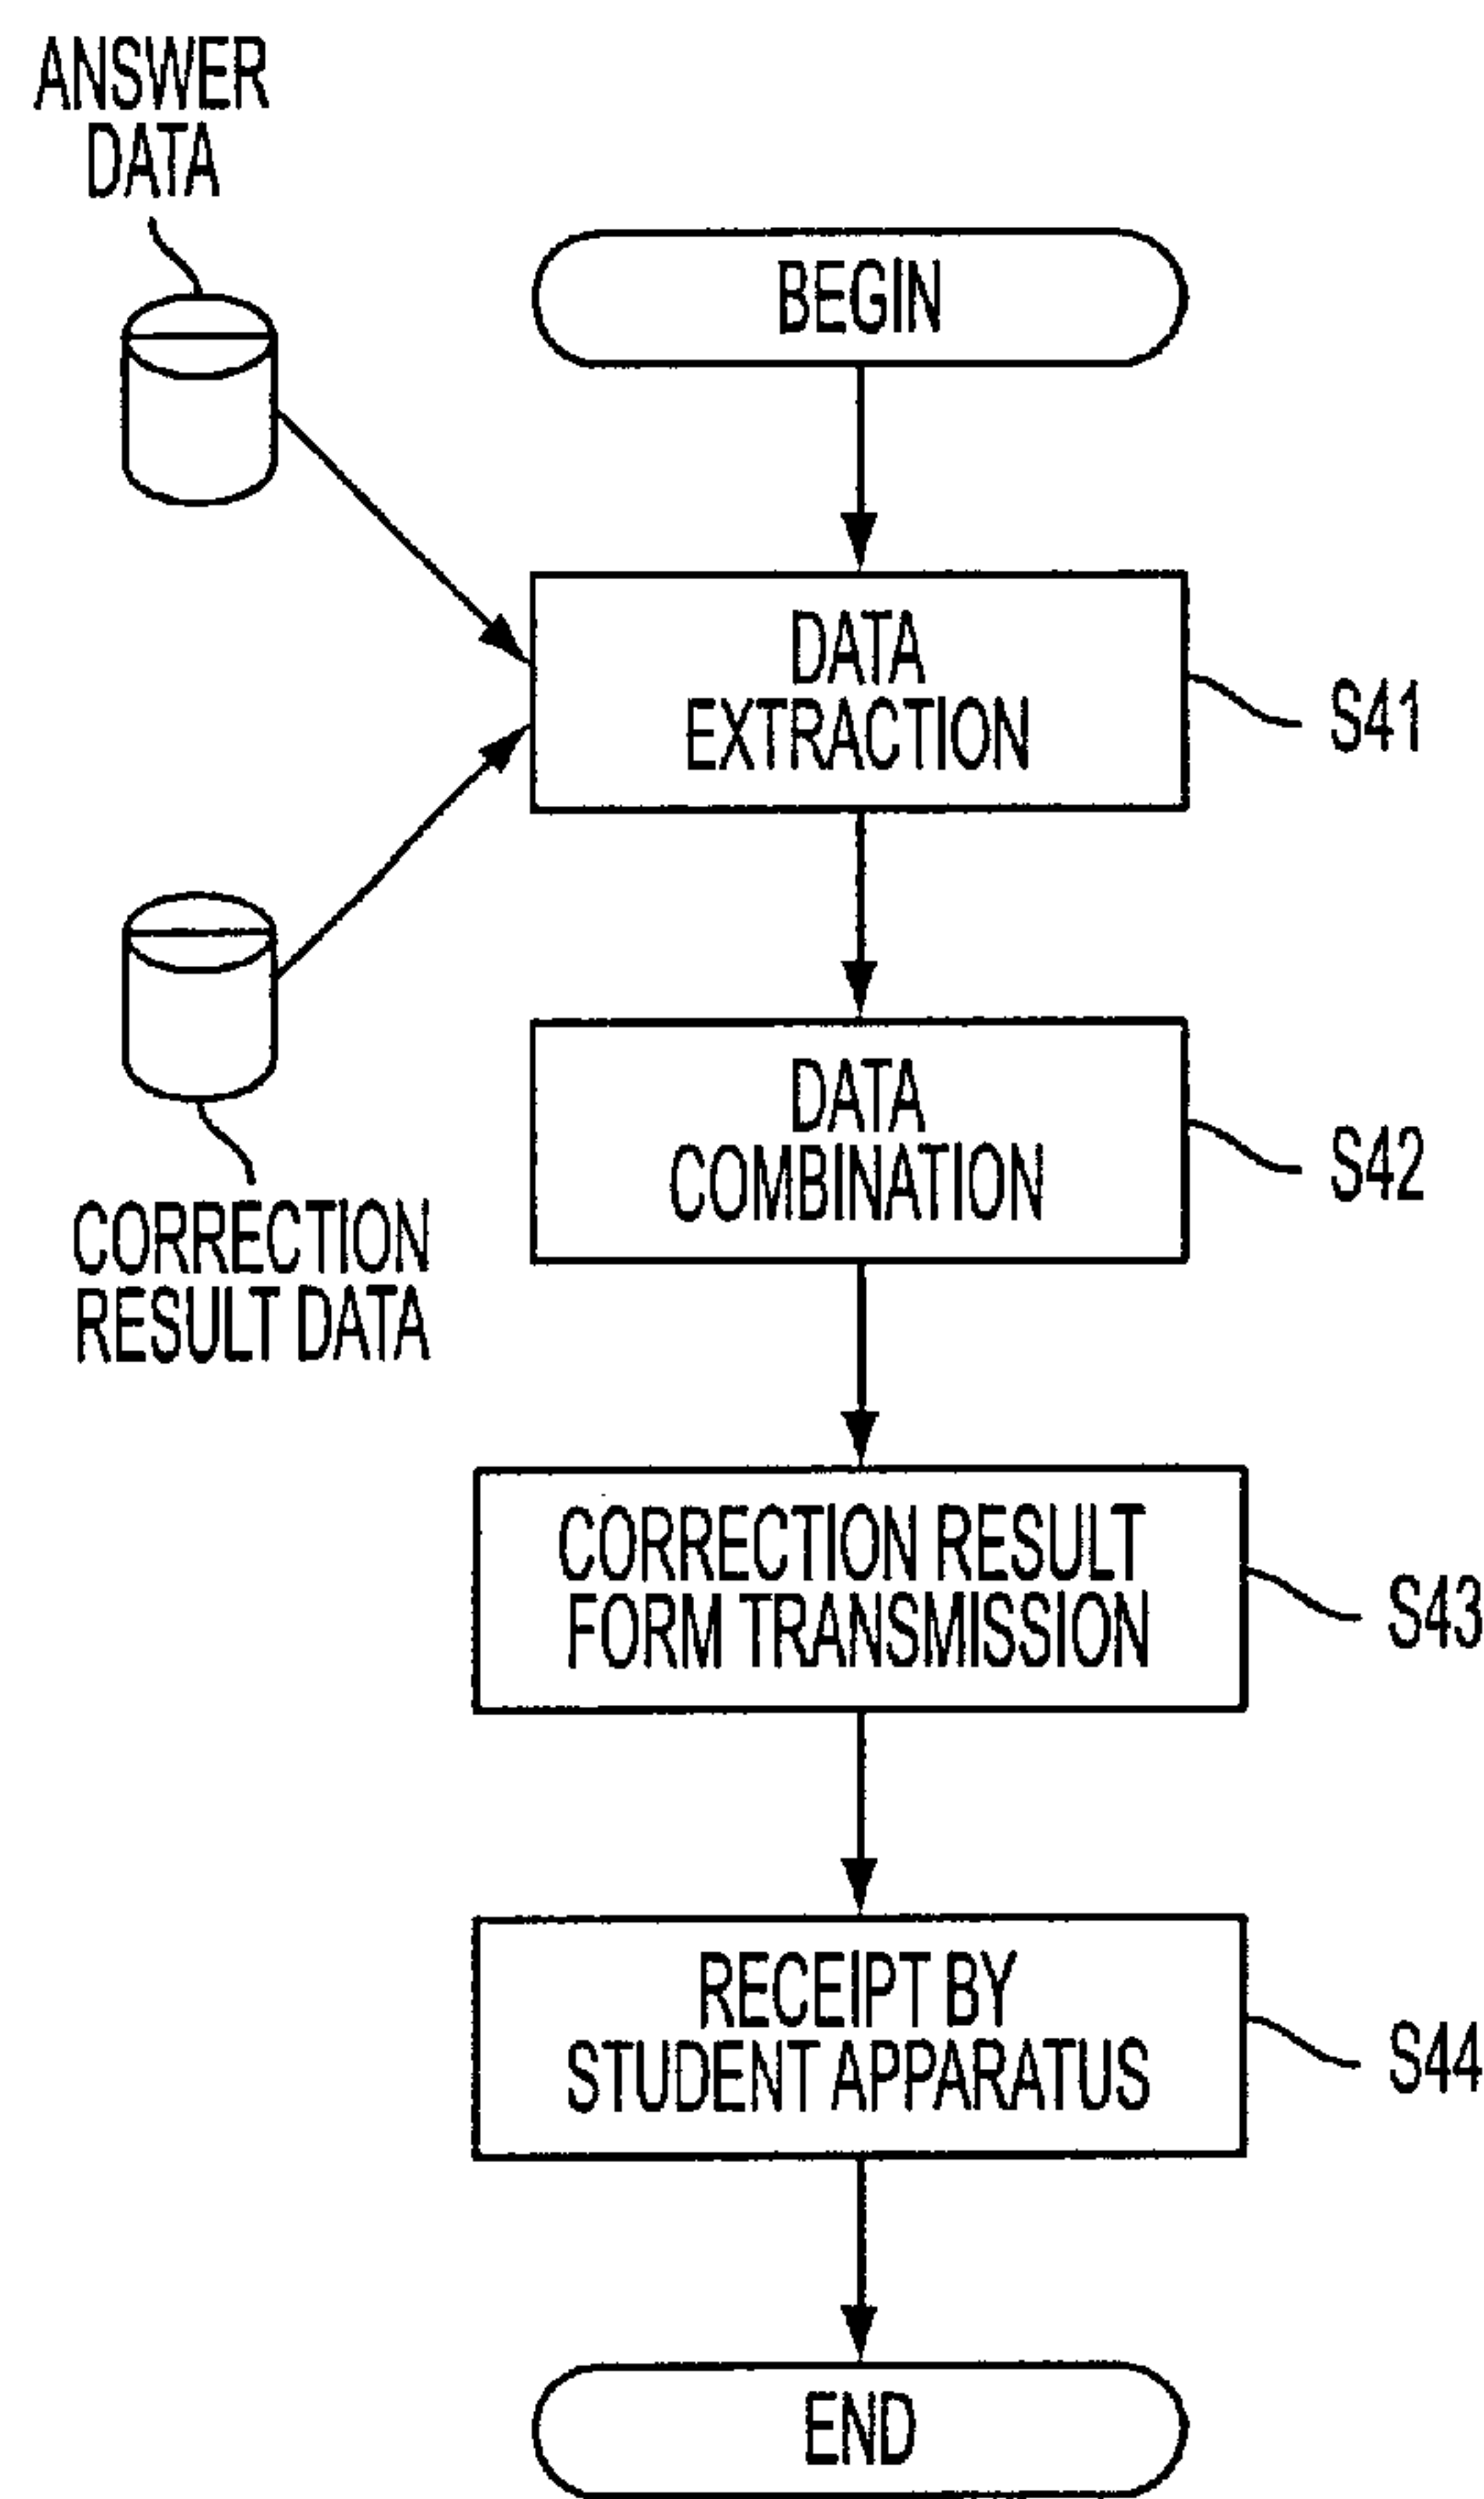 ANSWER
DATA
BEGIN
DATA
EXTRACTION
S41
DATA
COMBINATION
S42
CORRECTION
RESULT DATA
CORRECTION RESULT
FORM TRANSMISSION
S43
RECEIPT BY
STUDENT APPARATUS
S44
END